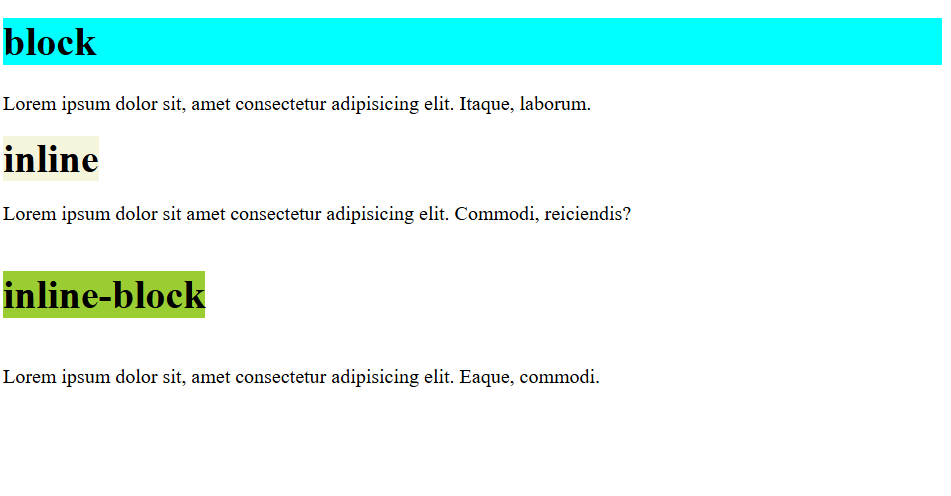 block
Lorem ipsum dolor sit, amet consectetur adipisicing elit. Itaque, laborum.
inline
Lorem ipsum dolor sit amet consectetur adipisicing elit. Commodi, reiciendis?
inline-block
Lorem ipsum dolor sit, amet consectetur adipisicing elit. Eaque, commodi.